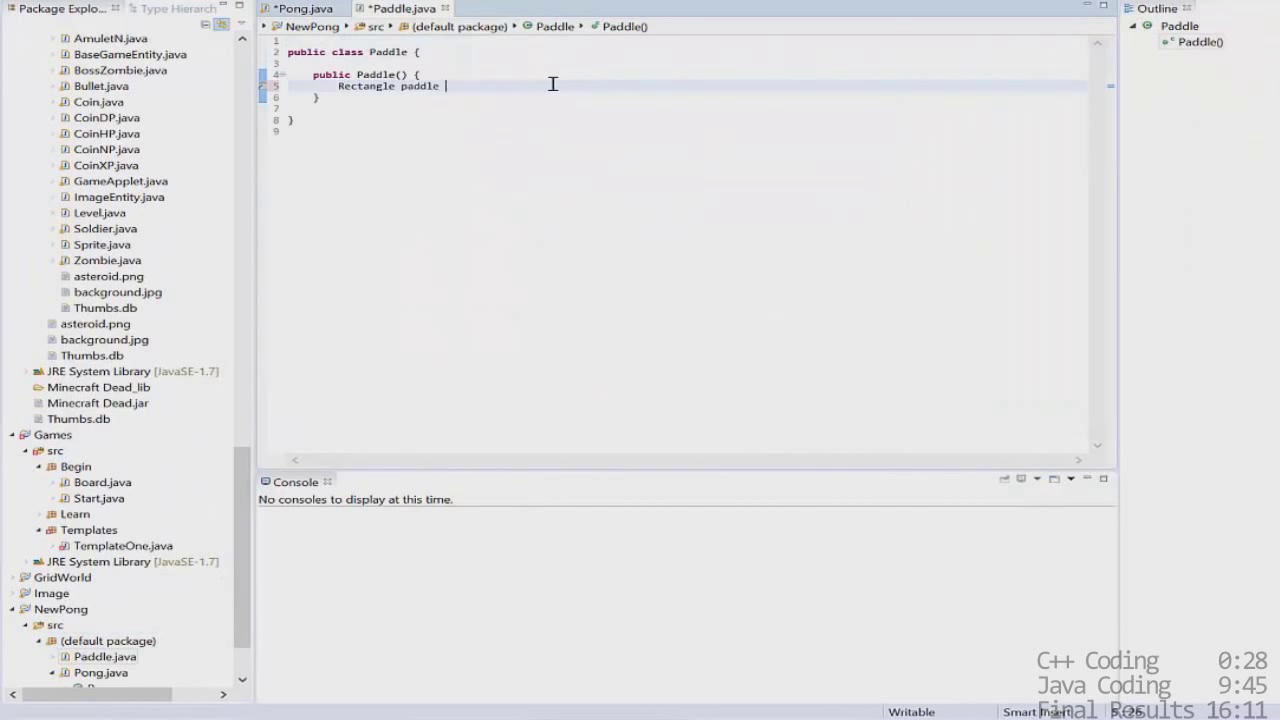 Package Explo...
Type Hierarch
AmuletN.java
BaseGameEntity.java
BossZombie.java
Bullet.java
Coin.java
CoinDP.java
CoinHP.java
CoinNP.java
CoinXP.java
GameApplet.java
ImageEntity.java
Level.java
Soldier.java
Sprite.java
Zombie.java
asteroid.png
background.jpg
Thumbs.db
asteroid.png
background.jpg
Thumbs.db
JRE System Library [JavaSE-1.7]
Minecraft Dead_lib
Minecraft Dead.jar
Thumbs.db
Games
src
Begin
Board.java
Start.java
Learn
Templates
TemplateOne.java
JRE System Library [JavaSE-1.7]
GridWorld
Image
NewPong
src
(default package)
Paddle.java
Pong.java
*Pong.java
*Paddle.java
NewPong
src
(default package)
Paddle
Paddle()
1
2 public class Paddle {
3
4 public Paddle() {
5 Rectangle paddle
6 }
7
8 }
9
Console
No consoles to display at this time.
Outline
Paddle
Paddle()
C++ Coding 0:28
Java Coding 9:45
Final Results 16:11
Writable
Smart Insert